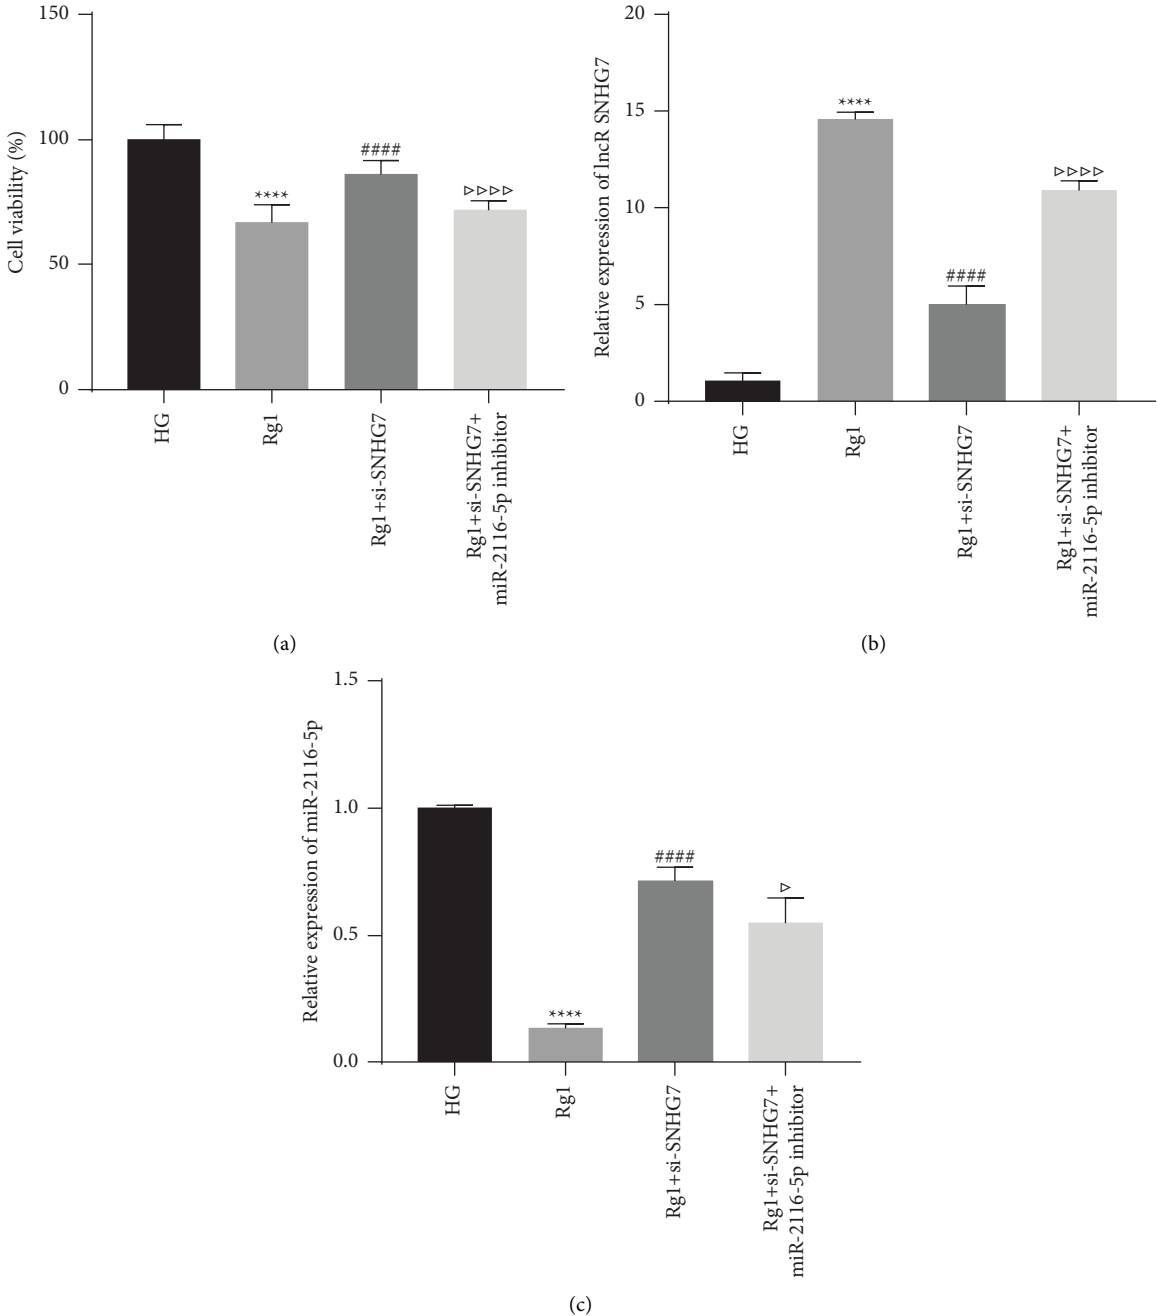 150
100
50
0
Cell viability (%)
****
####
▷▷▷▷
HG
Rg1
Rg1+si-SNHG7
Rg1+si-SNHG7+
miR-2116-5p inhibitor
(a)
20
15
10
5
0
Relative expression of lncR SNHG7
****
####
▷▷▷▷
HG
Rg1
Rg1+si-SNHG7
Rg1+si-SNHG7+
miR-2116-5p inhibitor
(b)
1.5
1.0
0.5
0.0
Relative expression of miR-2116-5p
****
####
▷
HG
Rg1
Rg1+si-SNHG7
Rg1+si-SNHG7+
miR-2116-5p inhibitor
(c)